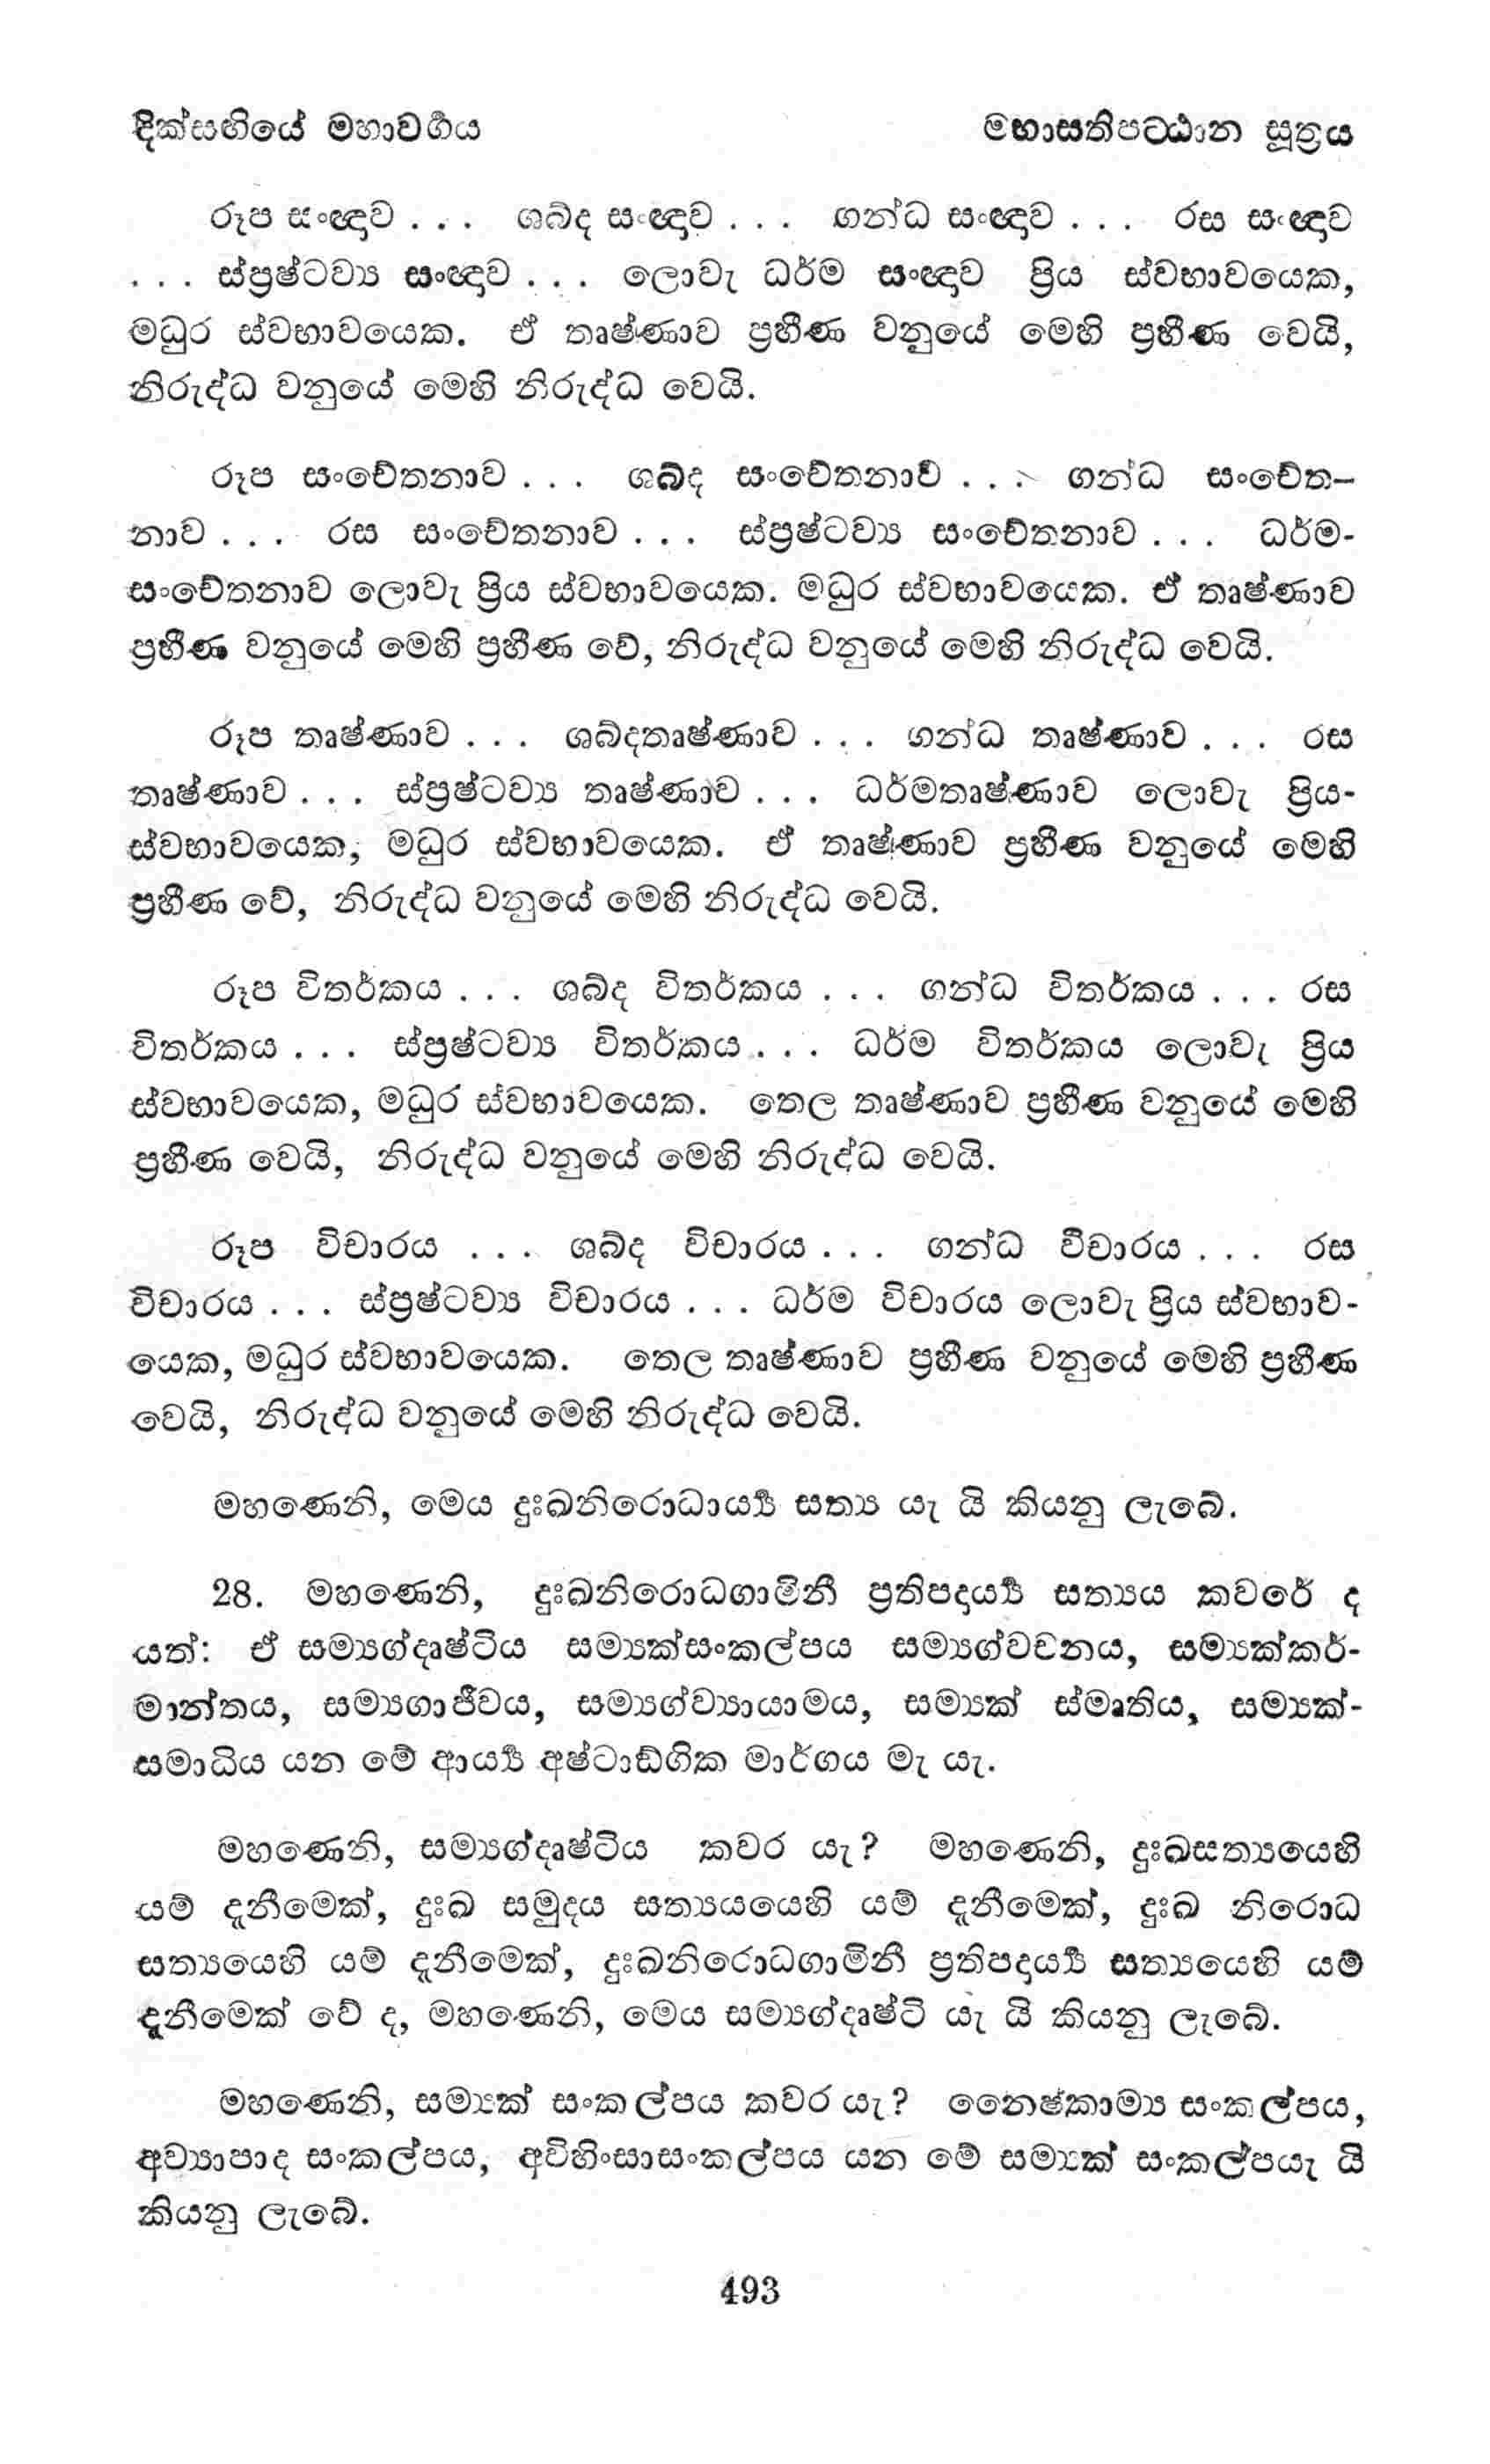 දික්සඟියේ මහාවර්‍ගය
මහාසතිපට්ඨාන සූත්‍රය
රූප සංඥාව . . . ශබ්ද සංඥාව . . . ගන්ධ සංඥාව . . . රස සංඥාව
. . . ස්ප්‍රෂ්ටව්‍ය සංඥාව . . . ලොවැ ධර්ම සංඥාව ප්‍රිය ස්වභාවයෙක,
මධුර ස්වභාවයෙක. ඒ තෘෂ්ණාව ප්‍රහීණ වනුයේ මෙහි ප්‍රහීණ වෙයි,
නිරුද්ධ වනුයේ මෙහි නිරුද්ධ වෙයි.
රූප සංචේතනාව . . . ශබ්ද සංචේතනාව . . . ගන්ධ සංචේත-
නාව . . . රස සංචේතනාව . . . ස්ප්‍රෂ්ටව්‍ය සංචේතනාව . . . ධර්ම-
සංචේතනාව ලොවැ ප්‍රිය ස්වභාවයෙක. මධුර ස්වභාවයෙක. ඒ තෘෂ්ණාව
ප්‍රහීණ වනුයේ මෙහි ප්‍රහීණ වේ, නිරුද්ධ වනුයේ මෙහි නිරුද්ධ වෙයි.
රූප තෘෂ්ණාව . . . ශබ්දතෘෂ්ණාව . . . ගන්ධ තෘෂ්ණාව . . . රස
තෘෂ්ණාව . . . ස්ප්‍රෂ්ටව්‍ය තෘෂ්ණාව . . . ධර්මතෘෂ්ණාව ලොවැ ප්‍රිය-
ස්වභාවයෙක, මධුර ස්වභාවයෙක. ඒ තෘෂ්ණාව ප්‍රහීණ වනුයේ මෙහි
ප්‍රහීණ වේ, නිරුද්ධ වනුයේ මෙහි නිරුද්ධ වෙයි.
රූප විතර්කය . . . ශබ්ද විතර්කය . . . ගන්ධ විතර්කය . . . රස
විතර්කය . . . ස්ප්‍රෂ්ටව්‍ය විතර්කය . . . ධර්ම විතර්කය ලොවැ ප්‍රිය
ස්වභාවයෙක, මධුර ස්වභාවයෙක. තෙල තෘෂ්ණාව ප්‍රහීණ වනුයේ මෙහි
ප්‍රහීණ වෙයි, නිරුද්ධ වනුයේ මෙහි නිරුද්ධ වෙයි.
රූප විචාරය . . . ශබ්ද විචාරය . . . ගන්ධ විචාරය . . . රස
විචාරය . . . ස්ප්‍රෂ්ටව්‍ය විචාරය . . . ධර්ම විචාරය ලොවැ ප්‍රිය ස්වභාව-
යෙක, මධුර ස්වභාවයෙක. තෙල තෘෂ්ණාව ප්‍රහීණ වනුයේ මෙහි ප්‍රහීණ
වෙයි, නිරුද්ධ වනුයේ මෙහි නිරුද්ධ වෙයි.
මහණෙනි, මෙය දුඃඛනිරොධාර්‍ය්‍ය සත්‍ය යැ යි කියනු ලැබේ.
28. මහණෙනි, දුඃඛනිරොධගාමිනී ප්‍රතිපදාර්‍ය්‍ය සත්‍යය කවරේ ද
යත්: ඒ සම්‍යග්දෘෂ්ටිය සම්‍යක්සංකල්පය සම්‍යග්වචනය, සම්‍යක්කර්-
මාන්තය, සම්‍යගාජීවය, සම්‍යග්ව්‍යායාමය, සම්‍යක් ස්මෘතිය, සම්‍යක්-
සමාධිය යන මේ ආර්‍ය්‍ය අෂ්ටාඞ්ගික මාර්ගය මැ යැ.
මහණෙනි, සම්‍යග්දෘෂ්ටිය කවර යැ? මහණෙනි, දුඃඛසත්‍යයෙහි
යම් දැනීමෙක්, දුඃඛ සමුදය සත්‍යයයෙහි යම් දැනීමෙක්, දුඃඛ නිරොධ
සත්‍යයෙහි යම් දැනීමෙක්, දුඃඛනිරොධගාමිනී ප්‍රතිපදාර්‍ය්‍ය සත්‍යයෙහි යම්
දැනීමෙක් වේ ද, මහණෙනි, මෙය සම්‍යග්දෘෂ්ටි යැ යි කියනු ලැබේ.
මහණෙනි, සම්‍යක් සංකල්පය කවර යැ? නෛෂ්කාම්‍ය සංකල්පය,
අව්‍යාපාද සංකල්පය, අවිහිංසාසංකල්පය යන මේ සම්‍යක් සංකල්පයැ යි
කියනු ලැබේ.
493